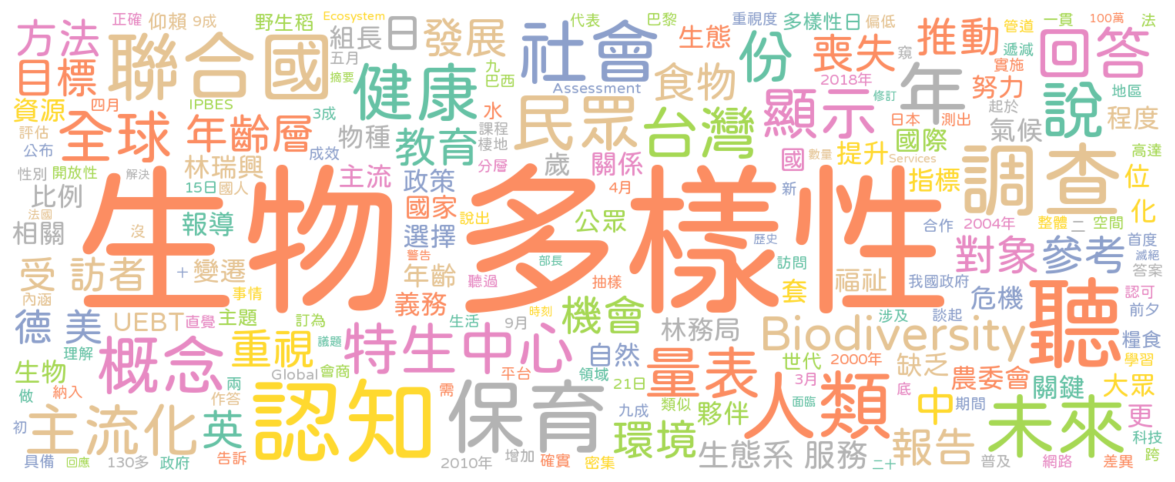 方法 正確 仰賴 9成 野生稻 Ecosystem 代表 巴黎 重視度 多樣性日 偏低 管道 一貫 100萬 法
目標 聯合國 組長 日 發展 五月 摘要 九 巴西 社會 生態 份 喪失 窺 推動 遞減 實施 回答
資源 四月 IPBES 3成 健康 水 Assessment 食物 2018年 年 努力 修訂 地區
評估 公布 全球 年齡層 物種 教育 課程 棲地 民眾 台灣 顯示 日本 測出 起於 氣候 說 程度
性別 開放性 解決 林瑞興 成效 分層 歲 關係 國 提升 數量 Services 國際 調查 高達
比例 法國 15日 國人 主流 政策 國家 4月 新 指標 位 化
相關 沒 報導 生物多樣性 選擇 說出 公眾 歷史 合作 2004年 整體 二 空間 首度
受訪者 十 變遷 年齡 警告 聽過 部長 抽樣 訪問 套 福祉 我國政府 對象 參考 減絕 答案
內涵 事情 義務 時刻 機會 危機 認可 前夕
德 美 UEBT 直覺 主題 訂為 生活 9月 林務局 Biodiversity 涉及 談起 聽 糧食
理解 概念 重視 議題 特生中心 自然 量表 世代 2000年 缺乏 學習
生物 做 納入 兩 作答 Global 會商 平台 需 領域 21日 3月 面臨 底 農委會 關鍵 大眾
初 主流化 英 認知 保育 九成 類似 夥伴 人類 中 期間 未來 更
具備 回應 130多 政府 告訴 2010年 增加 確實 密集 環境 生態系 服務 二十 報告 普及 網路 差異 科技 跨